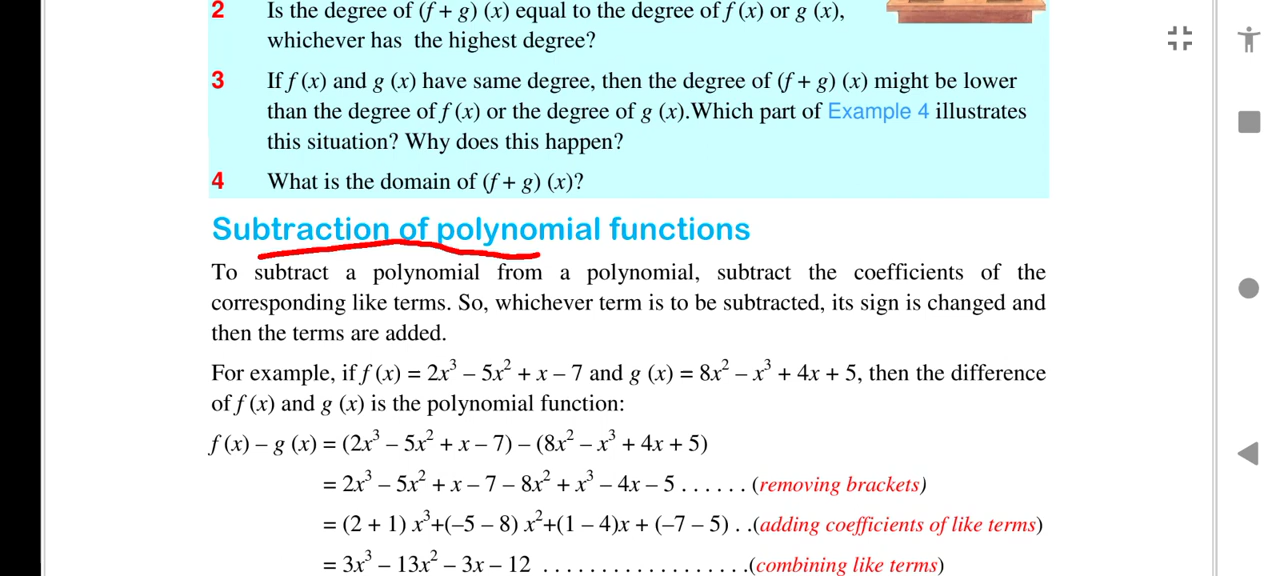 2 Is the degree of (f + g) (x) equal to the degree of f (x) or g (x),
whichever has the highest degree?
3 If f (x) and g (x) have same degree, then the degree of (f + g) (x) might be lower
than the degree of f (x) or the degree of g (x).Which part of Example 4 illustrates
this situation? Why does this happen?
4 What is the domain of (f + g) (x)?
Subtraction of polynomial functions
To subtract a polynomial from a polynomial, subtract the coefficients of the
corresponding like terms. So, whichever term is to be subtracted, its sign is changed and
then the terms are added.
For example, if f (x) = 2x³ – 5x² + x – 7 and g (x) = 8x² – x³ + 4x + 5, then the difference
of f (x) and g (x) is the polynomial function:
f (x) – g (x) = (2x³ – 5x² + x – 7) – (8x² – x³ + 4x + 5)
= 2x³ – 5x² + x – 7 – 8x² + x³ – 4x – 5 . . . . . . (removing brackets)
= (2 + 1) x³+(–5 – 8) x²+(1 – 4)x + (–7 – 5) . .(adding coefficients of like terms)
= 3x³ – 13x² – 3x – 12 . . . . . . . . . . . . . . . . . .(combining like terms)